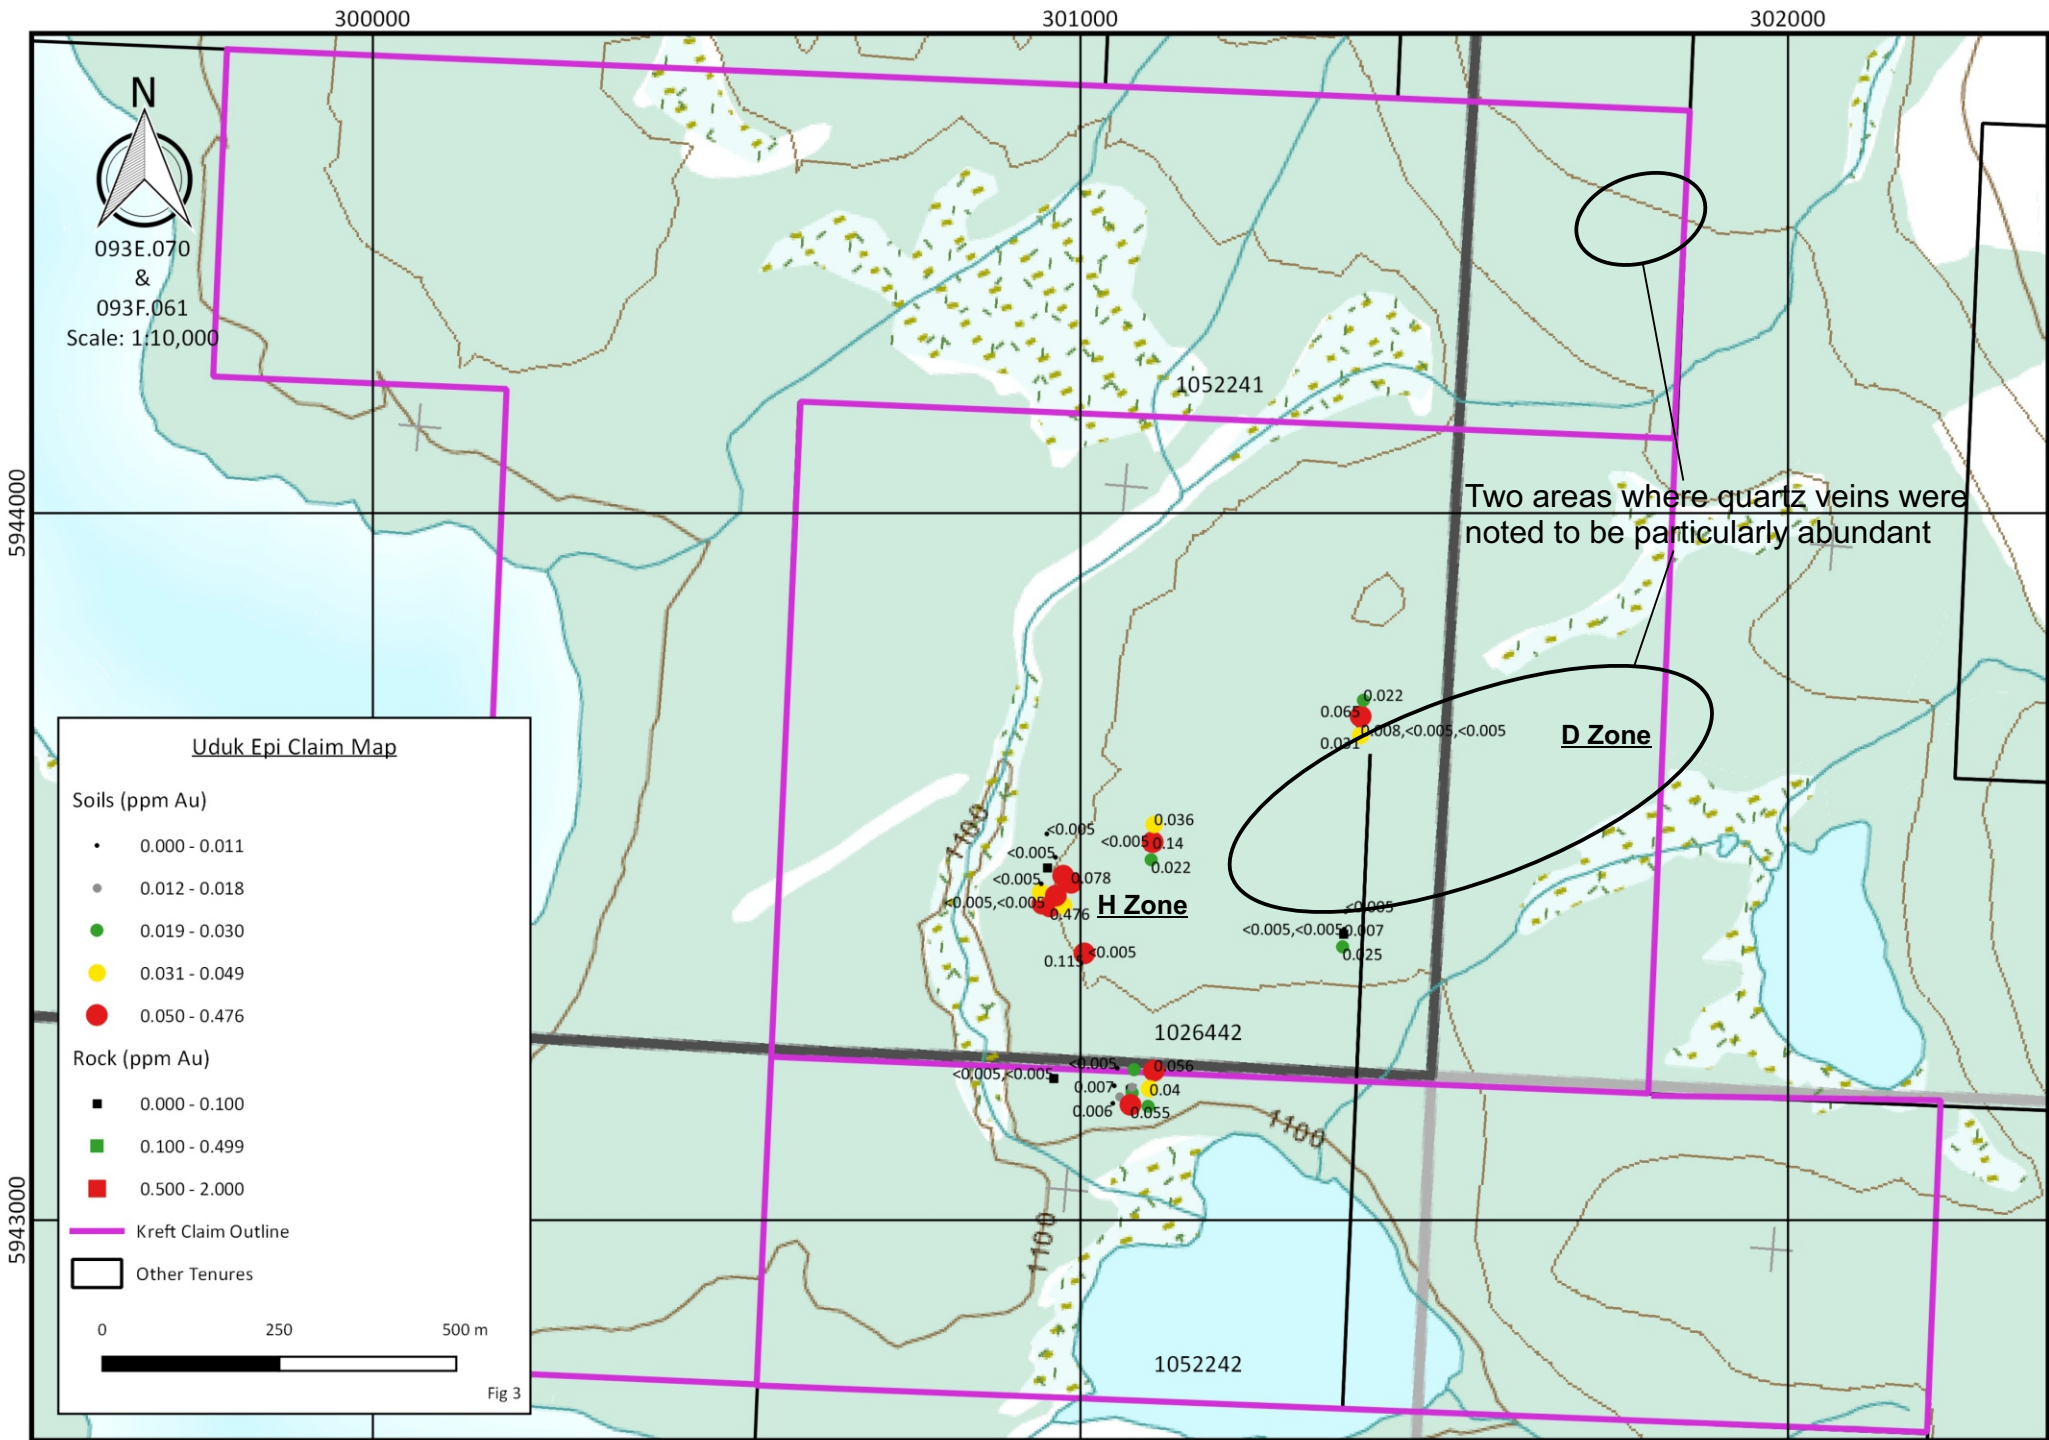 300000
301000
302000
N
093E.070
&
093F.061
Scale: 1:10,000
1052241
5944000
Two areas where quartz veins were
noted to be particularly abundant
0.022
0.065
0.008,<0.005,<0.005
0.031
D Zone
1100
<0.005
0.036
<0.005
0.14
<0.005
0.022
<0.005
0.078
<0.005,<0.005
0.476
H Zone
<0.005
<0.005,<0.005
0.007
0.025
0.115
<0.005
1026442
<0.005
0.056
<0.005,<0.005
0.007
0.04
0.006
0.055
1100
1100
5943000
1052242
Uduk Epi Claim Map
Soils (ppm Au)
0.000 - 0.011
0.012 - 0.018
0.019 - 0.030
0.031 - 0.049
0.050 - 0.476
Rock (ppm Au)
0.000 - 0.100
0.100 - 0.499
0.500 - 2.000
Kreft Claim Outline
Other Tenures
0 250 500 m
Fig 3